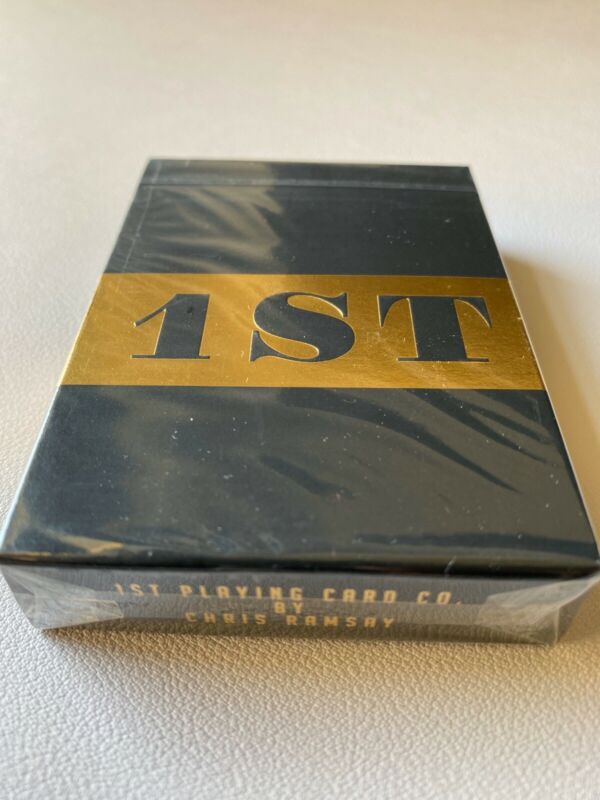 1ST
1ST PLAYING CARD CO.
BY
CHRIS RAMSAY